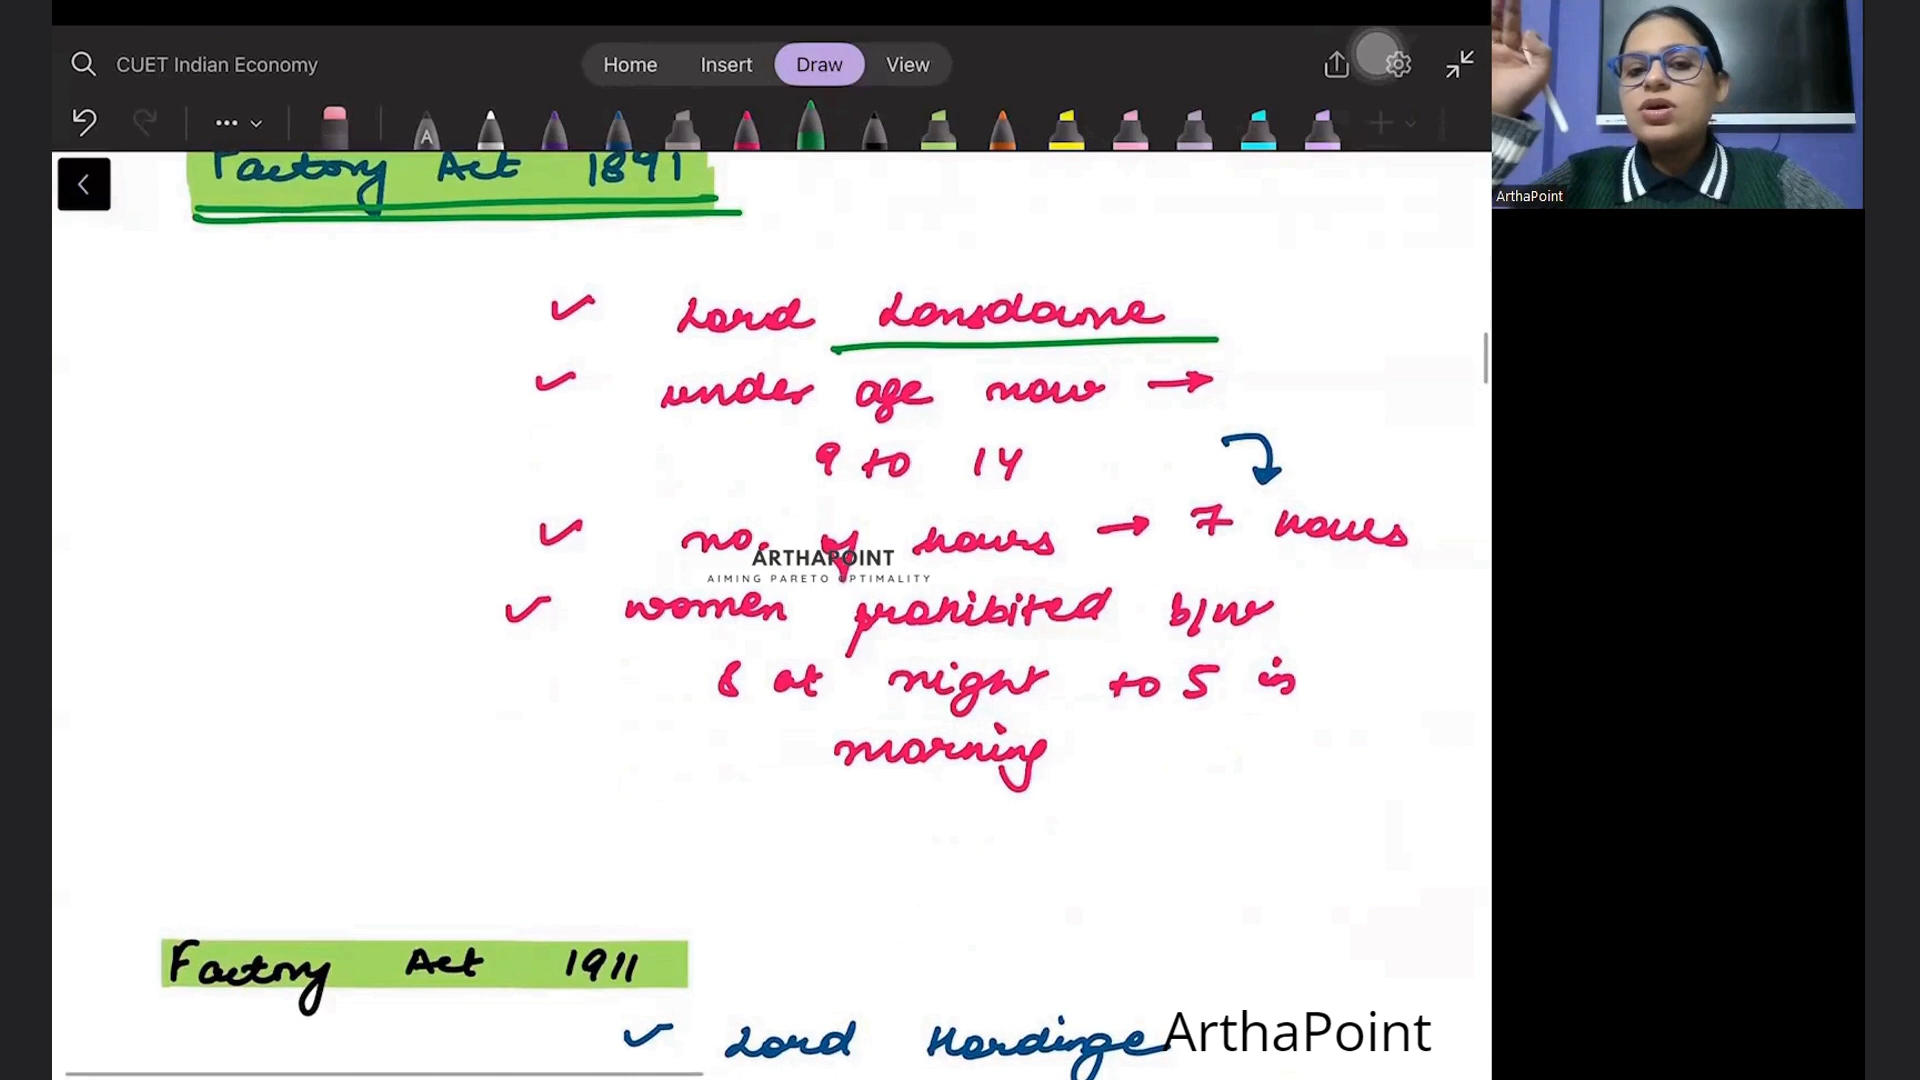 CUET Indian Economy
Home Insert Draw View
A
ArthaPoint
Factory Act 1891
✓ Lord Lansdowne
✓ under age now →
9 to 14
✓ no. of hours → 7 hours
ARTHAPOINT
AIMING PARETO OPTIMALITY
✓ women prohibited b/w
8 at night to 5 in
morning
Factory Act 1911
✓ Lord Hardinge
ArthaPoint